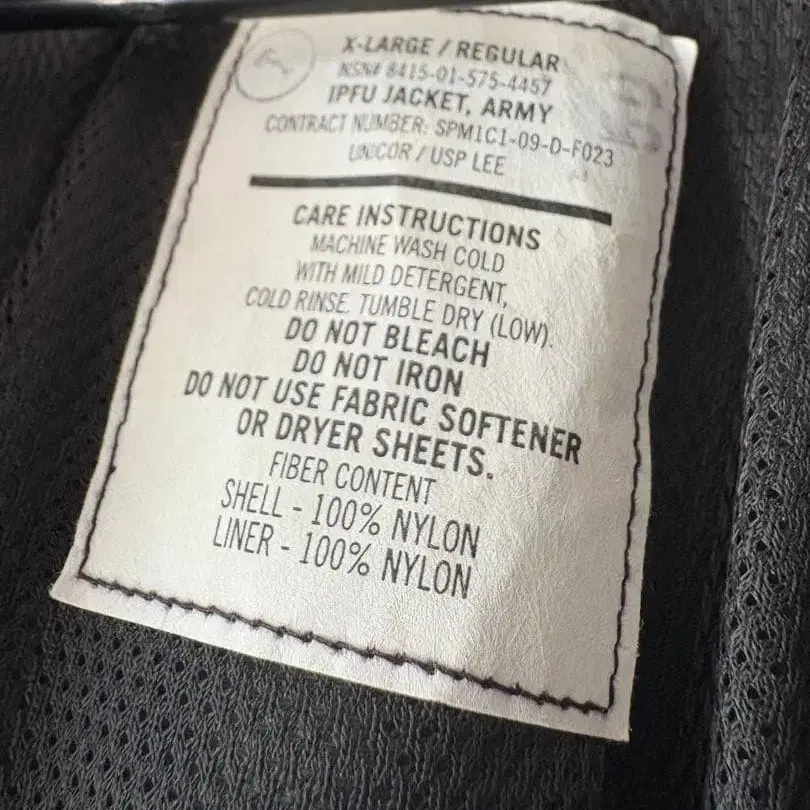 X-LARGE / REGULAR
NSN# 8415-01-575-4457
IPFU JACKET, ARMY
CONTRACT NUMBER: SPM1C1-09-D-F023
UNICOR / USP LEE
CARE INSTRUCTIONS
MACHINE WASH COLD
WITH MILD DETERGENT,
COLD RINSE. TUMBLE DRY (LOW).
DO NOT BLEACH
DO NOT IRON
DO NOT USE FABRIC SOFTENER
OR DRYER SHEETS.
FIBER CONTENT
SHELL - 100% NYLON
LINER - 100% NYLON